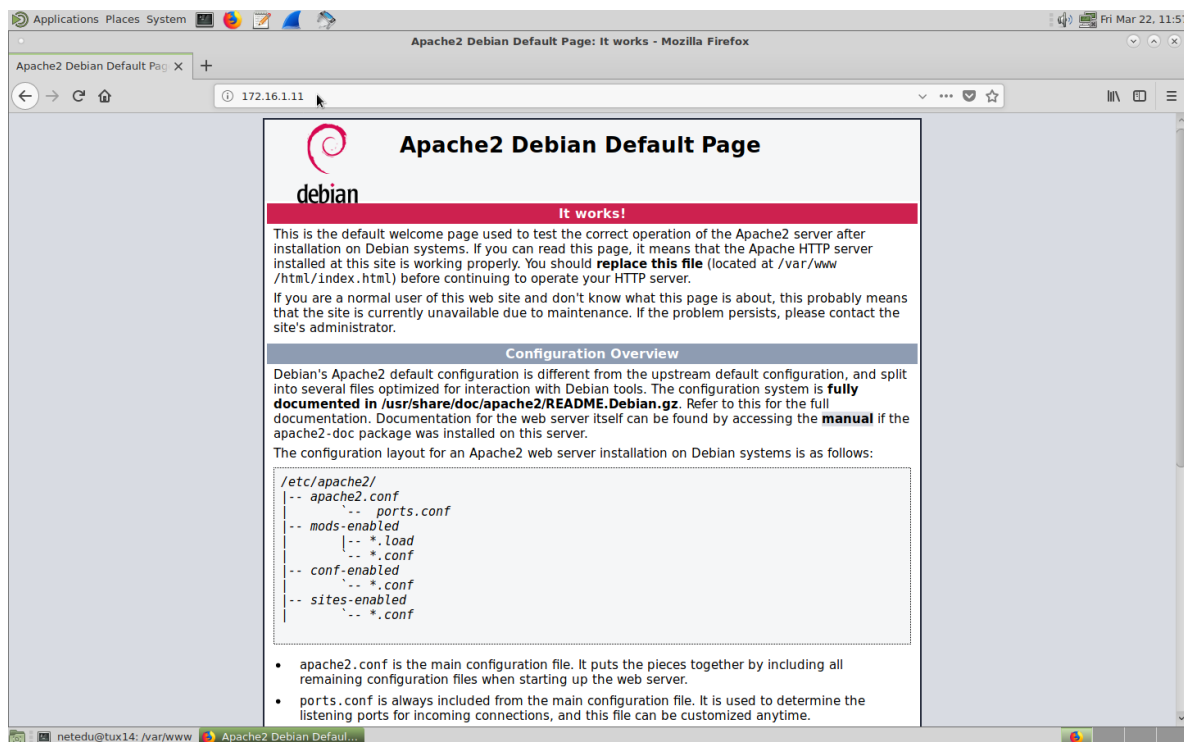 Applications Places System
Fri Mar 22, 11:57
Apache2 Debian Default Page: It works - Mozilla Firefox
Apache2 Debian Default Pag
172.16.1.11
debian
Apache2 Debian Default Page
It works!
This is the default welcome page used to test the correct operation of the Apache2 server after
installation on Debian systems. If you can read this page, it means that the Apache HTTP server
installed at this site is working properly. You should replace this file (located at /var/www
/html/index.html) before continuing to operate your HTTP server.
If you are a normal user of this web site and don't know what this page is about, this probably means
that the site is currently unavailable due to maintenance. If the problem persists, please contact the
site's administrator.
Configuration Overview
Debian's Apache2 default configuration is different from the upstream default configuration, and split
into several files optimized for interaction with Debian tools. The configuration system is fully
documented in /usr/share/doc/apache2/README.Debian.gz. Refer to this for the full
documentation. Documentation for the web server itself can be found by accessing the manual if the
apache2-doc package was installed on this server.
The configuration layout for an Apache2 web server installation on Debian systems is as follows:
/etc/apache2/
|-- apache2.conf
|       `--  ports.conf
|-- mods-enabled
|       |-- *.load
|       `-- *.conf
|-- conf-enabled
|       `-- *.conf
|-- sites-enabled
|       `-- *.conf
• apache2.conf is the main configuration file. It puts the pieces together by including all
remaining configuration files when starting up the web server.
• ports.conf is always included from the main configuration file. It is used to determine the
listening ports for incoming connections, and this file can be customized anytime.
netedu@tux14: /var/www
Apache2 Debian Defaul...